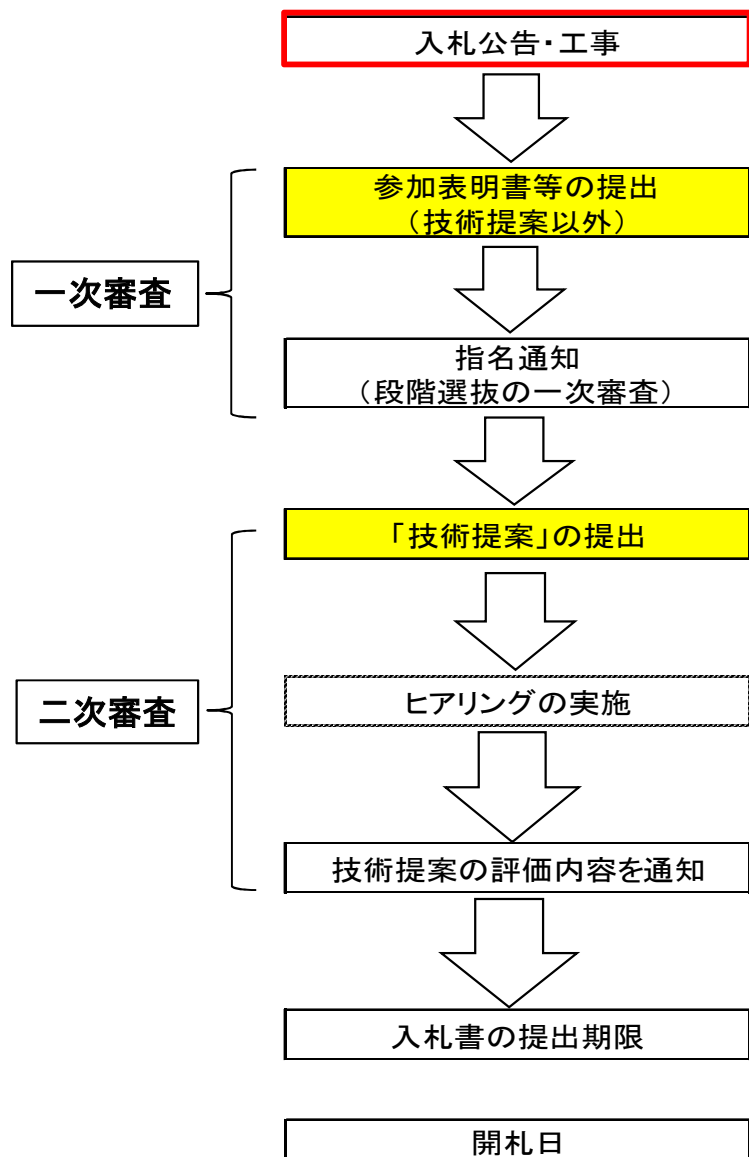 入札公告・工事
参加表明書等の提出
（技術提案以外）
一次審査
指名通知
（段階選抜の一次審査）
「技術提案」の提出
ヒアリングの実施
二次審査
技術提案の評価内容を通知
入札書の提出期限
開札日